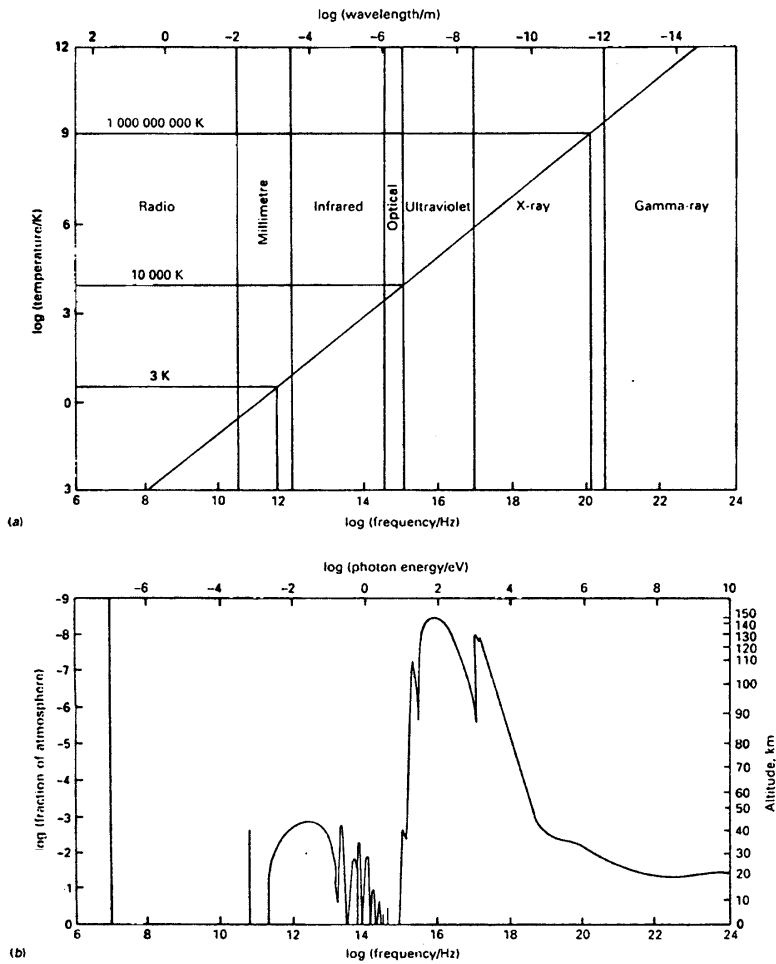 log (wavelength/m)
2 0 -2 -4 -6 -8 -10 -12 -14
12
1 000 000 000 K
9
log (temperature/K)
Radio Millimetre Infrared Optical Ultraviolet X-ray Gamma-ray
6
10 000 K
3
3 K
0
3
6 8 10 12 14 16 18 20 22 24
(a) log (frequency/Hz)
log (photon energy/eV)
-6 -4 -2 0 2 4 6 8 10
-9
150
-8
140
130
120
-7
110
100
-6
90
log (fraction of atmosphere)
Altitude, km
-5
80
-4
70
60
-3
50
40
-2
30
.1
20
10
0 0
6 8 10 12 14 16 18 20 22 24
(b) log (frequency/Hz)